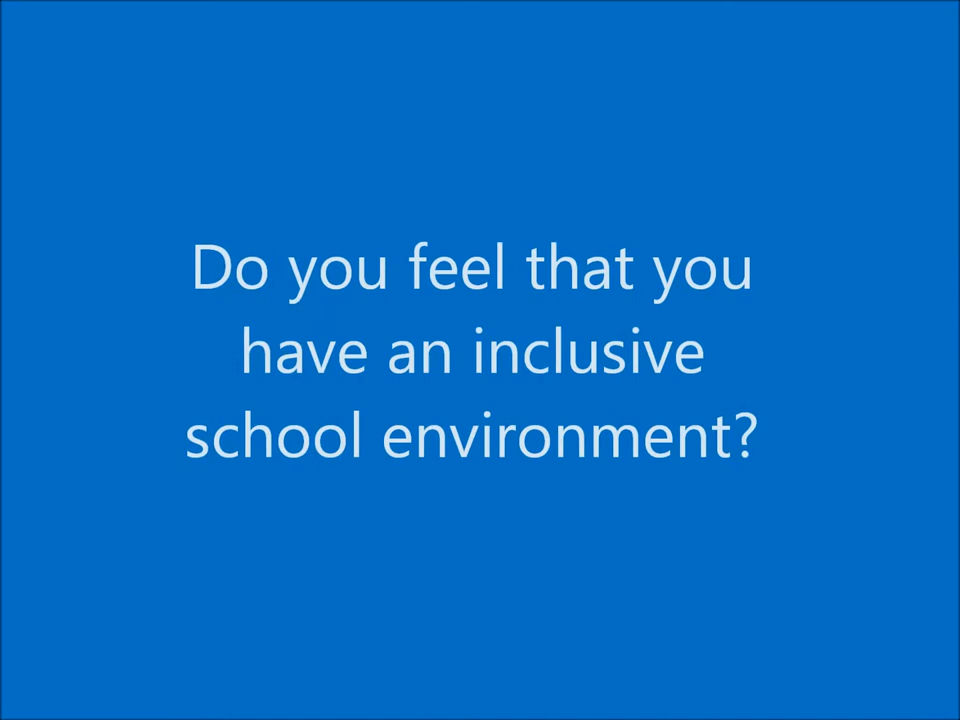 Do you feel that you
have an inclusive
school environment?